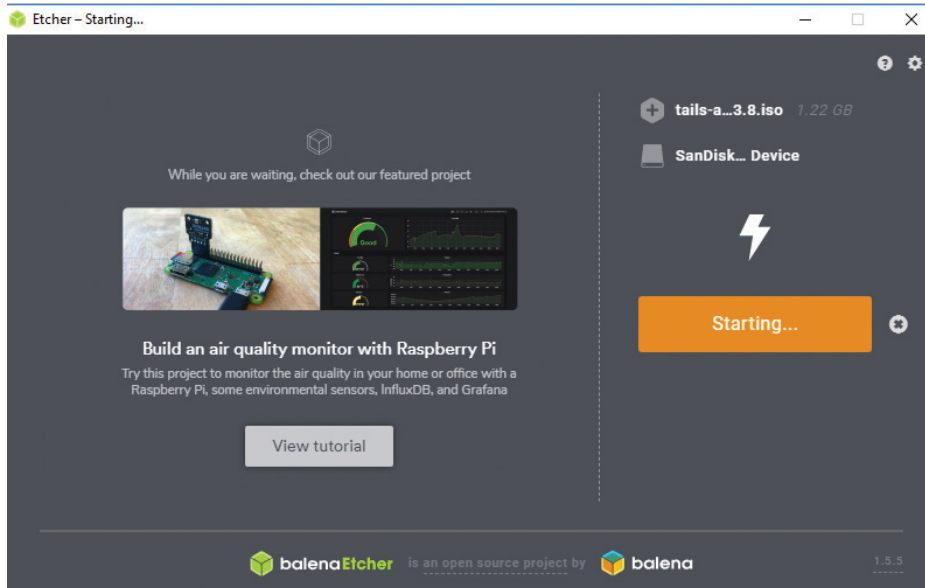 Etcher – Starting...
While you are waiting, check out our featured project
Good
Build an air quality monitor with Raspberry Pi
Try this project to monitor the air quality in your home or office with a
Raspberry Pi, some environmental sensors, InfluxDB, and Grafana
View tutorial
tails-a...3.8.iso 1.22 GB
SanDisk... Device
Starting...
balenaEtcher is an open source project by balena
1.5.5